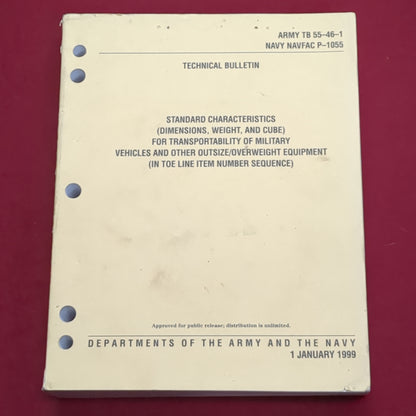 ARMY TB 55–46–1
NAVY NAVFAC P–1055
TECHNICAL BULLETIN
STANDARD CHARACTERISTICS
(DIMENSIONS, WEIGHT, AND CUBE)
FOR TRANSPORTABILITY OF MILITARY
VEHICLES AND OTHER OUTSIZE/OVERWEIGHT EQUIPMENT
(IN TOE LINE ITEM NUMBER SEQUENCE)
Approved for public release; distribution is unlimited.
DEPARTMENTS OF THE ARMY AND THE NAVY
1 JANUARY 1999